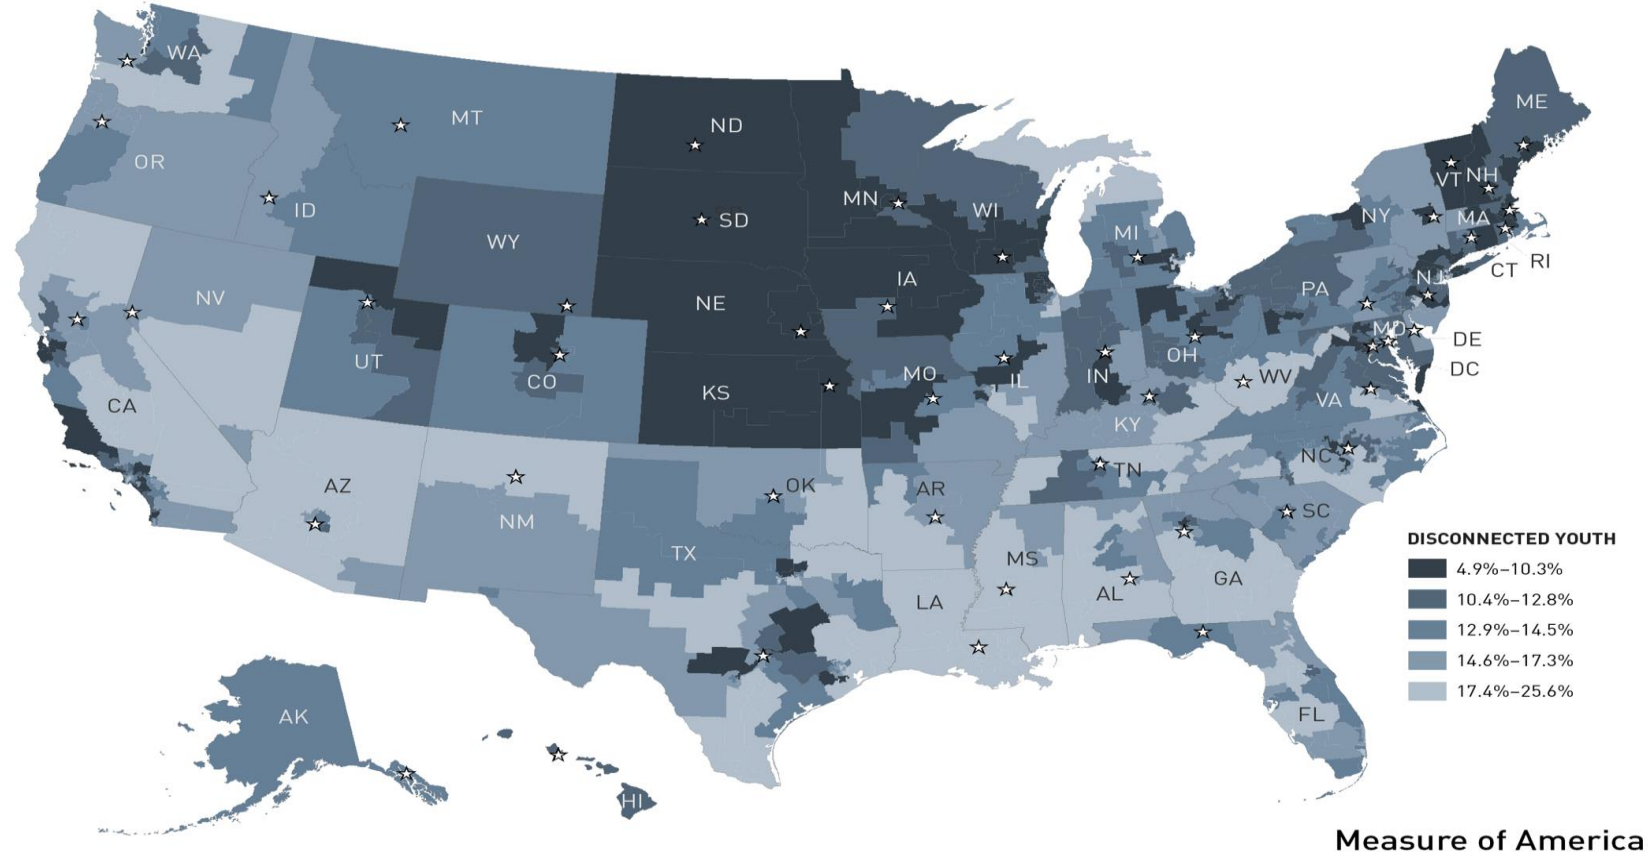 WA
MT
ND
ME
OR
ID
SD
MN
WI
VT NH
NY
MA
MI
WY
RI
CT
IA
NV
NE
PA
NJ
MD
DE
UT
CO
OH
DC
KS
MO
IL
IN
WV
CA
VA
KY
AZ
NM
OK
AR
TN
NC
SC
TX
MS
AL
GA
LA
FL
AK
HI
DISCONNECTED YOUTH
4.9%–10.3%
10.4%–12.8%
12.9%–14.5%
14.6%–17.3%
17.4%–25.6%
Measure of America